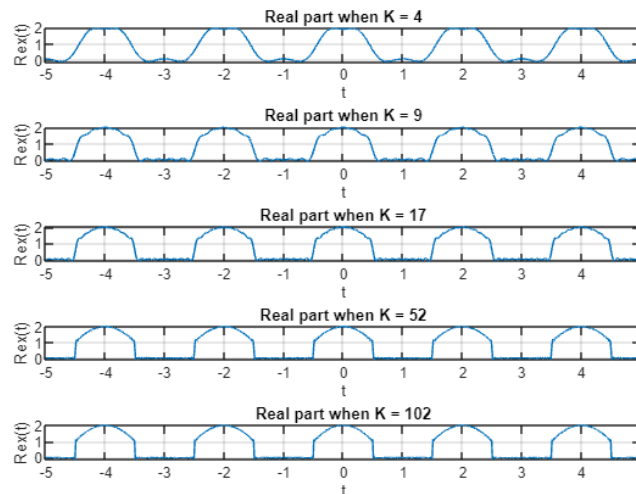 Real part when K = 4
Rex(t)
2
1
0
-5 -4 -3 -2 -1 0 1 2 3 4
t
Real part when K = 9
Rex(t)
2
1
0
-5 -4 -3 -2 -1 0 1 2 3 4
t
Real part when K = 17
Rex(t)
2
1
0
-5 -4 -3 -2 -1 0 1 2 3 4
t
Real part when K = 52
Rex(t)
2
1
0
-5 -4 -3 -2 -1 0 1 2 3 4
t
Real part when K = 102
Rex(t)
2
1
0
-5 -4 -3 -2 -1 0 1 2 3 4
t